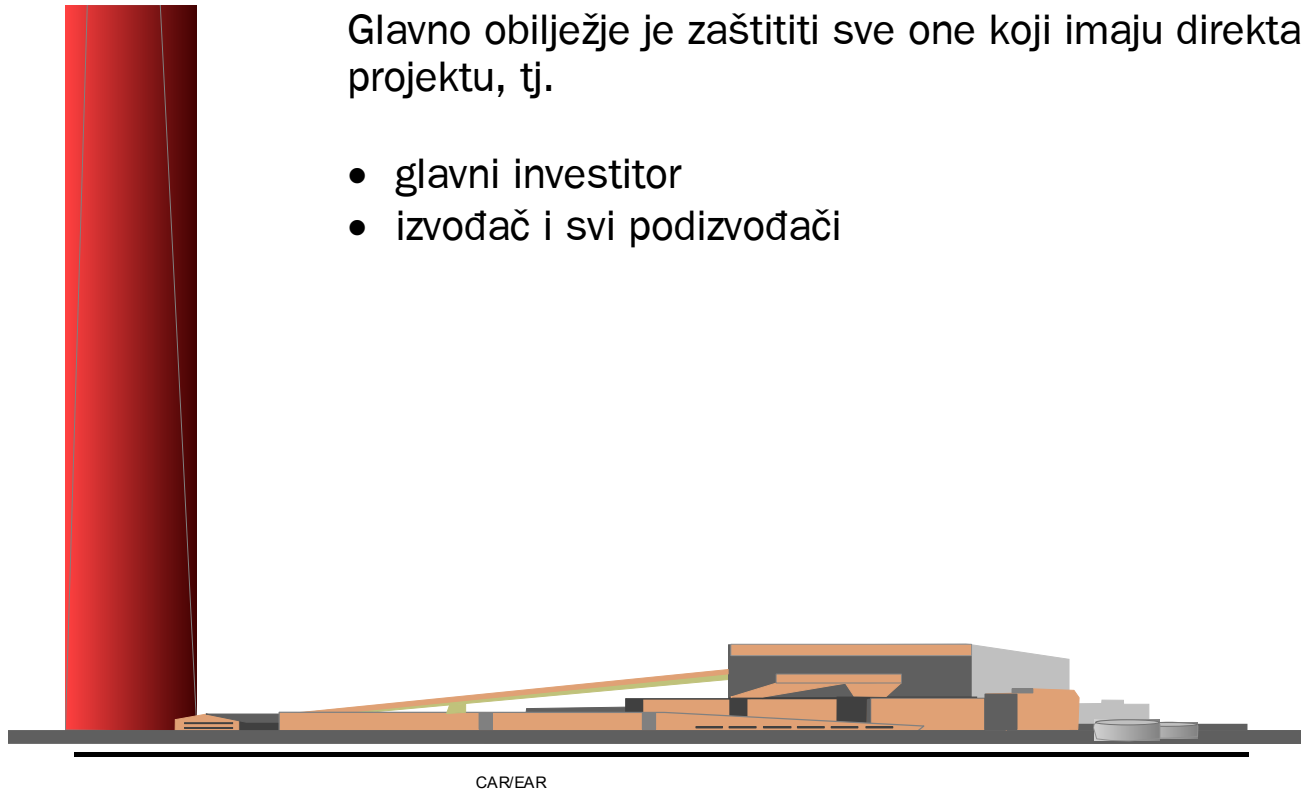 Glavno obilježje je zaštititi sve one koji imaju direkta
projektu, tj.
• glavni investitor
• izvođač i svi podizvođači
CAR/EAR